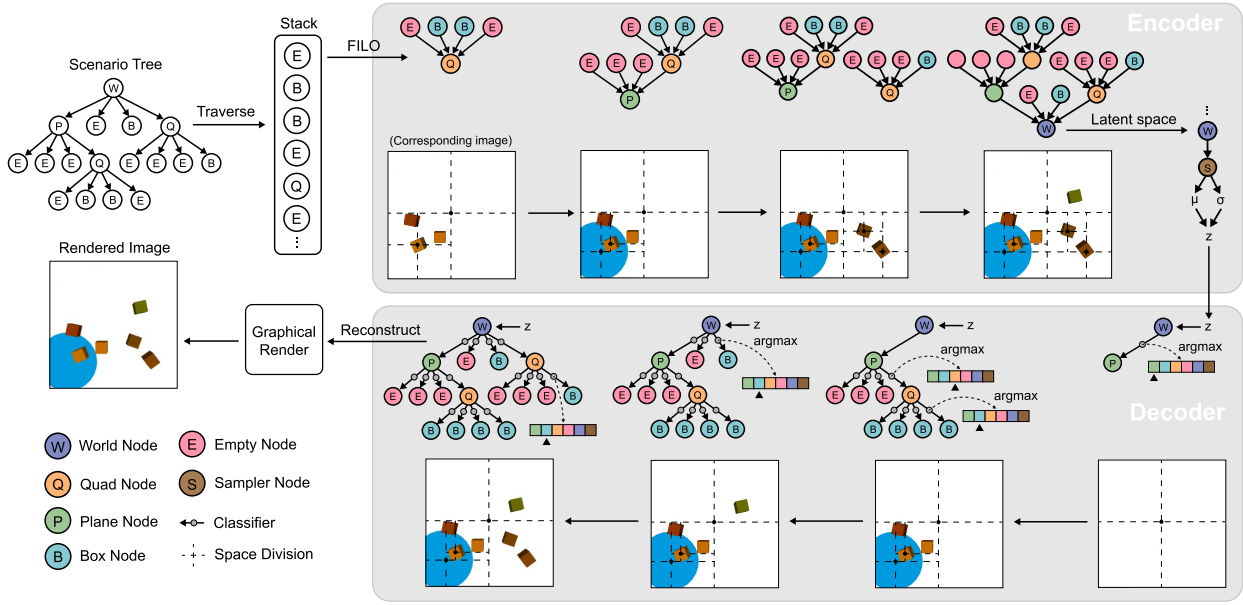 Scenario Tree
W
P E B Q
E E E Q E E E B
E B B E
Traverse
Stack
E
B
B
E
Q
E
⋮
FILO
Encoder
E B B E
Q
E B B E
E E E Q
P
E B B E
E E E Q E E E B
P Q
E B B E
E E E B
E B Q
W
Latent space
⋮
W
S
μ σ
z
(Corresponding image)
Decoder
W z
argmax
P
W z
argmax
P
E E E Q argmax
B B B B
W z
argmax
P E B
E E E Q
B B B B
W z
P E B Q
E E E Q E E E B
B B B B
Reconstruct
Graphical
Render
Rendered Image
W World Node
E Empty Node
Q Quad Node
S Sampler Node
P Plane Node
Classifier
B Box Node
Space Division